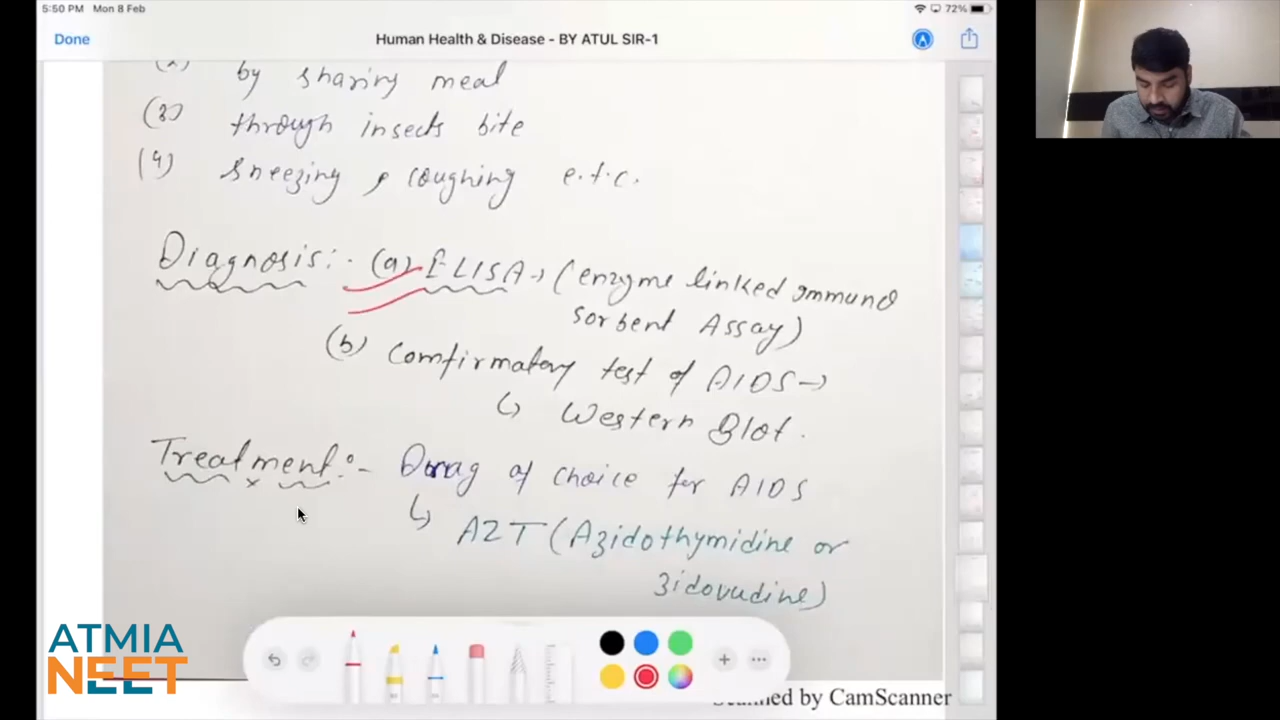 5:50 PM Mon 8 Feb
72%
Done
Human Health & Disease - BY ATUL SIR-1
by sharing meal
(3) through insects bite
(4) sneezing, coughing e.t.c.
Diagnosis:- (a) ELISA → (enzyme linked Immuno
sorbent Assay)
(b) Comfirmatory test of AIDS →
↳ Western Blot.
Treatment:- Drug of choice for AIDS
↳ AZT (Azidothymidine or
Zidovudine)
ATMIA
NEET
Scanned by CamScanner